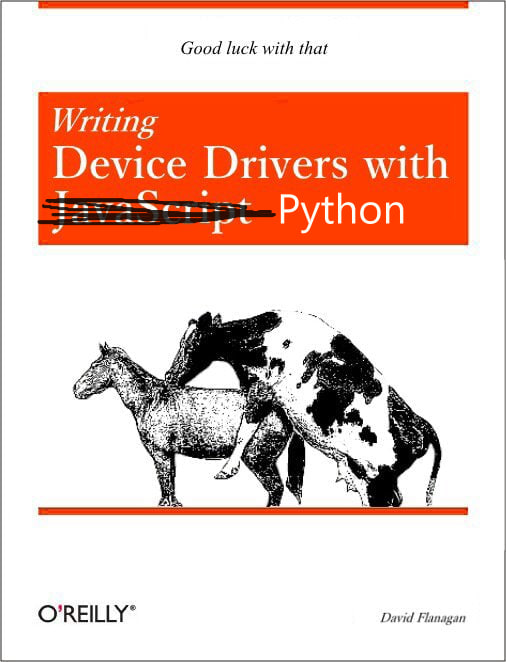 Good luck with that
Writing
Device Drivers with
JavaScript Python
O'REILLY®
David Flanagan